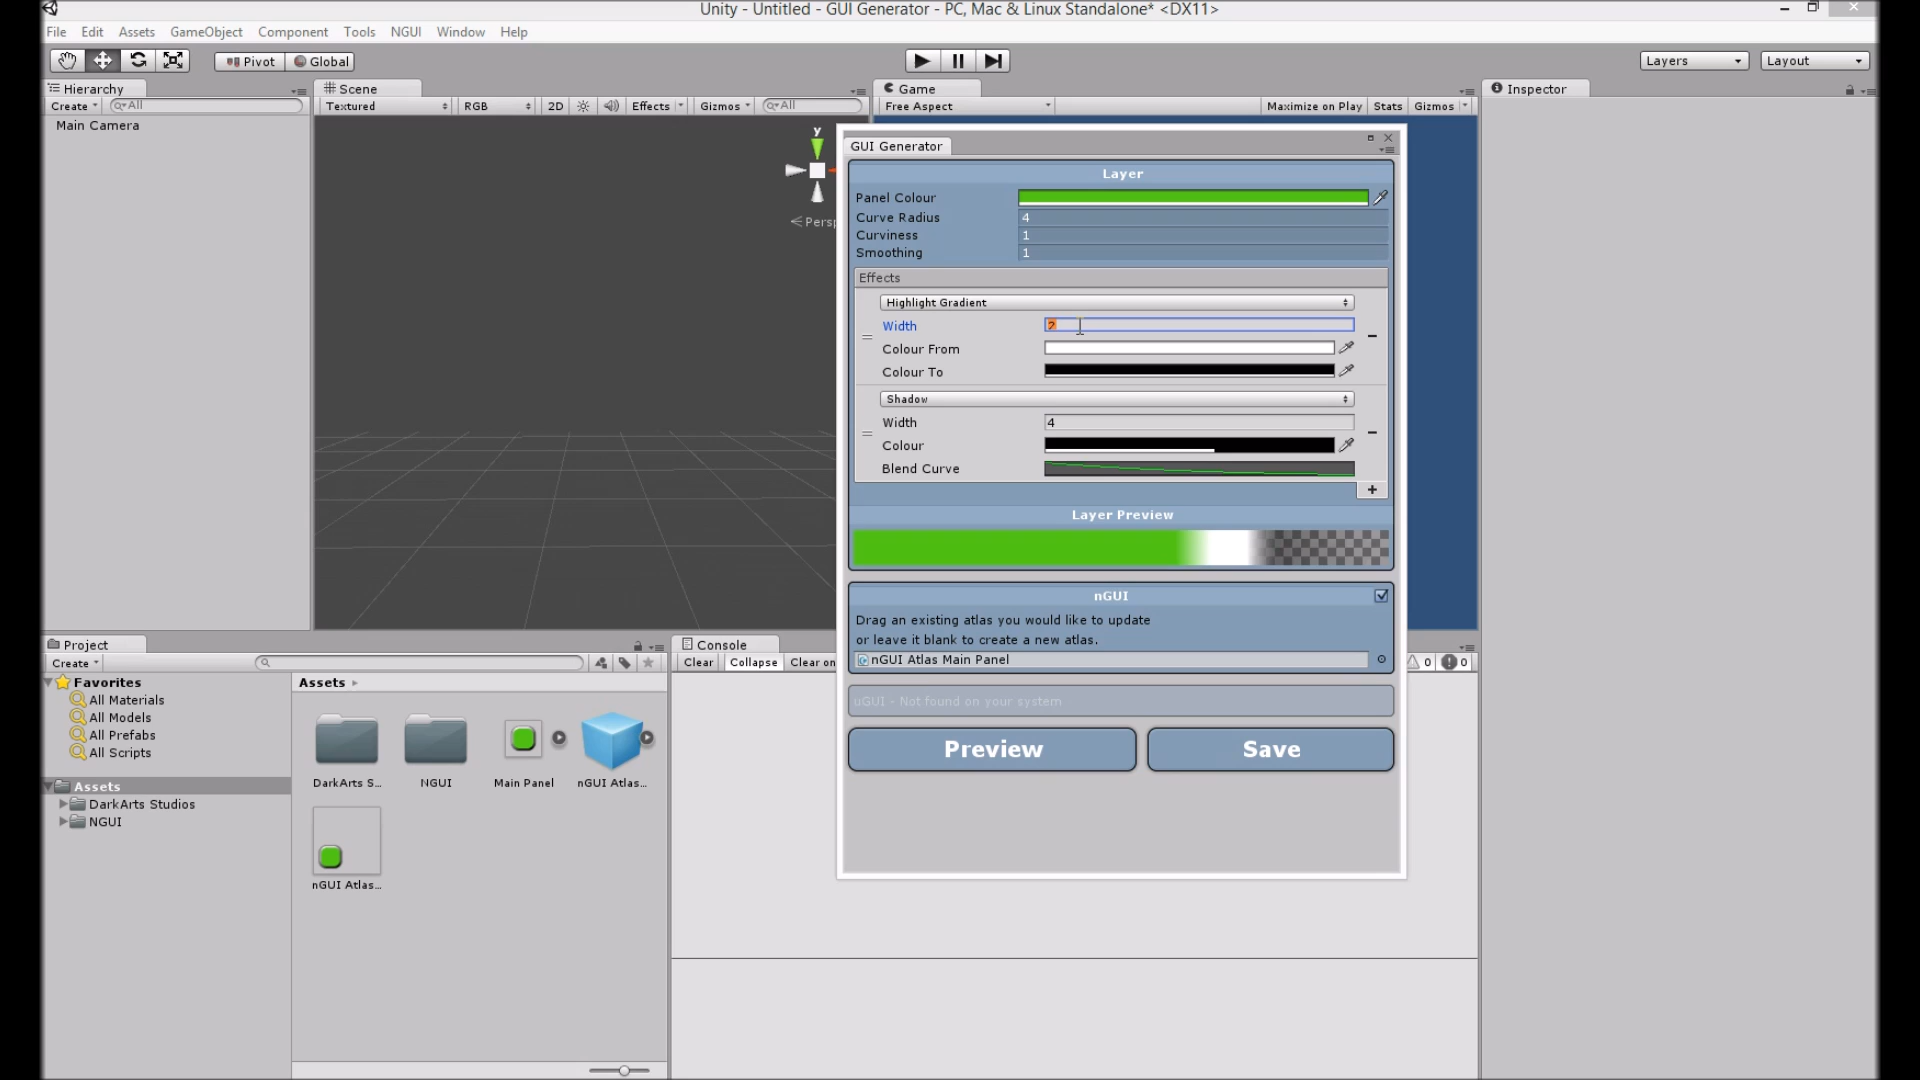 Unity - Untitled - GUI Generator - PC, Mac & Linux Standalone* <DX11>
File Edit Assets GameObject Component Tools NGUI Window Help
Pivot Global Layers Layout
Hierarchy
Create All
Main Camera
Scene
Textured RGB 2D Effects Gizmos All
y
Game
Free Aspect Maximize on Play Stats Gizmos
Inspector
GUI Generator
Layer
Panel Colour
Curve Radius 4
Curviness 1
Smoothing 1
Effects
Highlight Gradient
Width 2
Colour From
Colour To
Shadow
Width 4
Colour
Blend Curve
+
Layer Preview
nGUI
Drag an existing atlas you would like to update
or leave it blank to create a new atlas.
nGUI Atlas Main Panel
uGUI - Not found on your system
Preview Save
Project
Create
Favorites
All Materials
All Models
All Prefabs
All Scripts
Assets
DarkArts Studios
NGUI
Assets
DarkArts S...
NGUI
Main Panel
nGUI Atlas...
nGUI Atlas...
Console
Clear Collapse Clear on
0 0